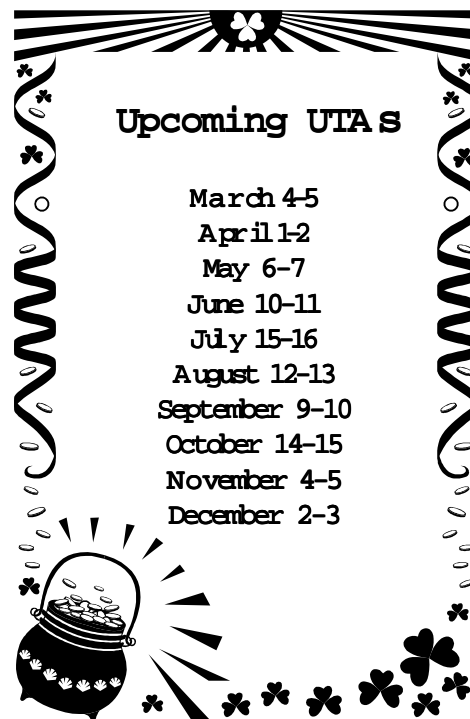 Upcoming UTAs
March 4-5
April 1-2
May 6-7
June 10-11
July 15-16
August 12-13
September 9-10
October 14-15
November 4-5
December 2-3